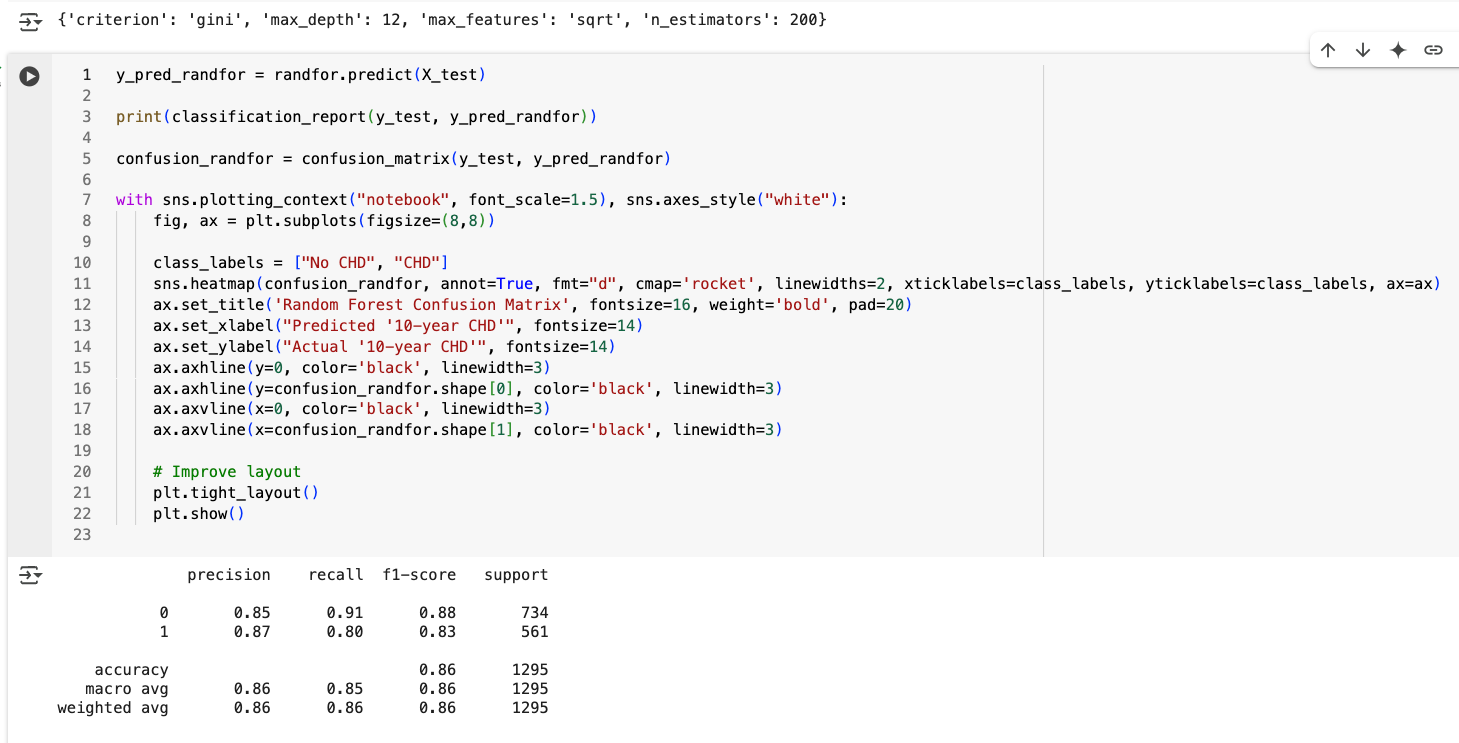 {'criterion': 'gini', 'max_depth': 12, 'max_features': 'sqrt', 'n_estimators': 200}
1 y_pred_randfor = randfor.predict(X_test)
2
3 print(classification_report(y_test, y_pred_randfor))
4
5 confusion_randfor = confusion_matrix(y_test, y_pred_randfor)
6
7 with sns.plotting_context("notebook", font_scale=1.5), sns.axes_style("white"):
8     fig, ax = plt.subplots(figsize=(8,8))
9
10     class_labels = ["No CHD", "CHD"]
11     sns.heatmap(confusion_randfor, annot=True, fmt="d", cmap='rocket', linewidths=2, xticklabels=class_labels, yticklabels=class_labels, ax=ax)
12     ax.set_title('Random Forest Confusion Matrix', fontsize=16, weight='bold', pad=20)
13     ax.set_xlabel("Predicted '10-year CHD'", fontsize=14)
14     ax.set_ylabel("Actual '10-year CHD'", fontsize=14)
15     ax.axhline(y=0, color='black', linewidth=3)
16     ax.axhline(y=confusion_randfor.shape[0], color='black', linewidth=3)
17     ax.axvline(x=0, color='black', linewidth=3)
18     ax.axvline(x=confusion_randfor.shape[1], color='black', linewidth=3)
19
20     # Improve layout
21     plt.tight_layout()
22     plt.show()
23
precision recall f1-score support
0 0.85 0.91 0.88 734
1 0.87 0.80 0.83 561
accuracy 0.86 1295
macro avg 0.86 0.85 0.86 1295
weighted avg 0.86 0.86 0.86 1295